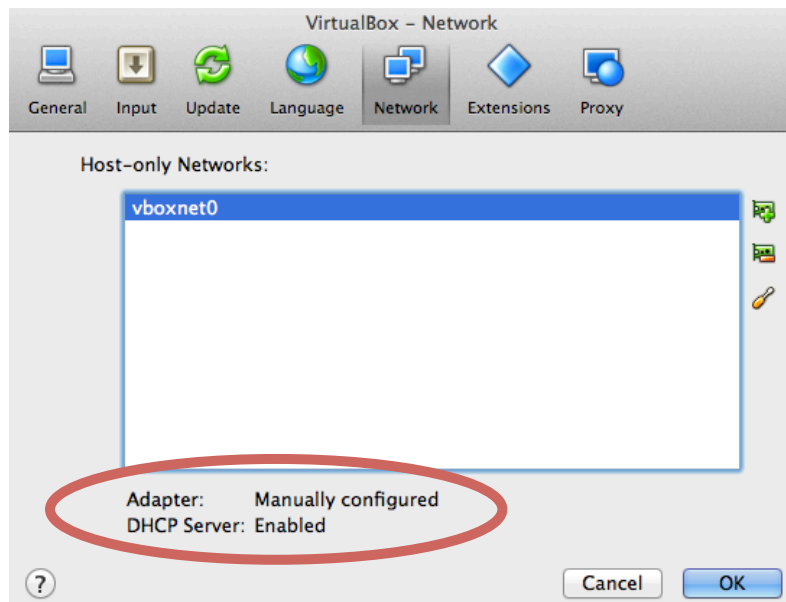 VirtualBox – Network
General Input Update Language Network Extensions Proxy
Host-only Networks:
vboxnet0
Adapter: Manually configured
DHCP Server: Enabled
? Cancel OK